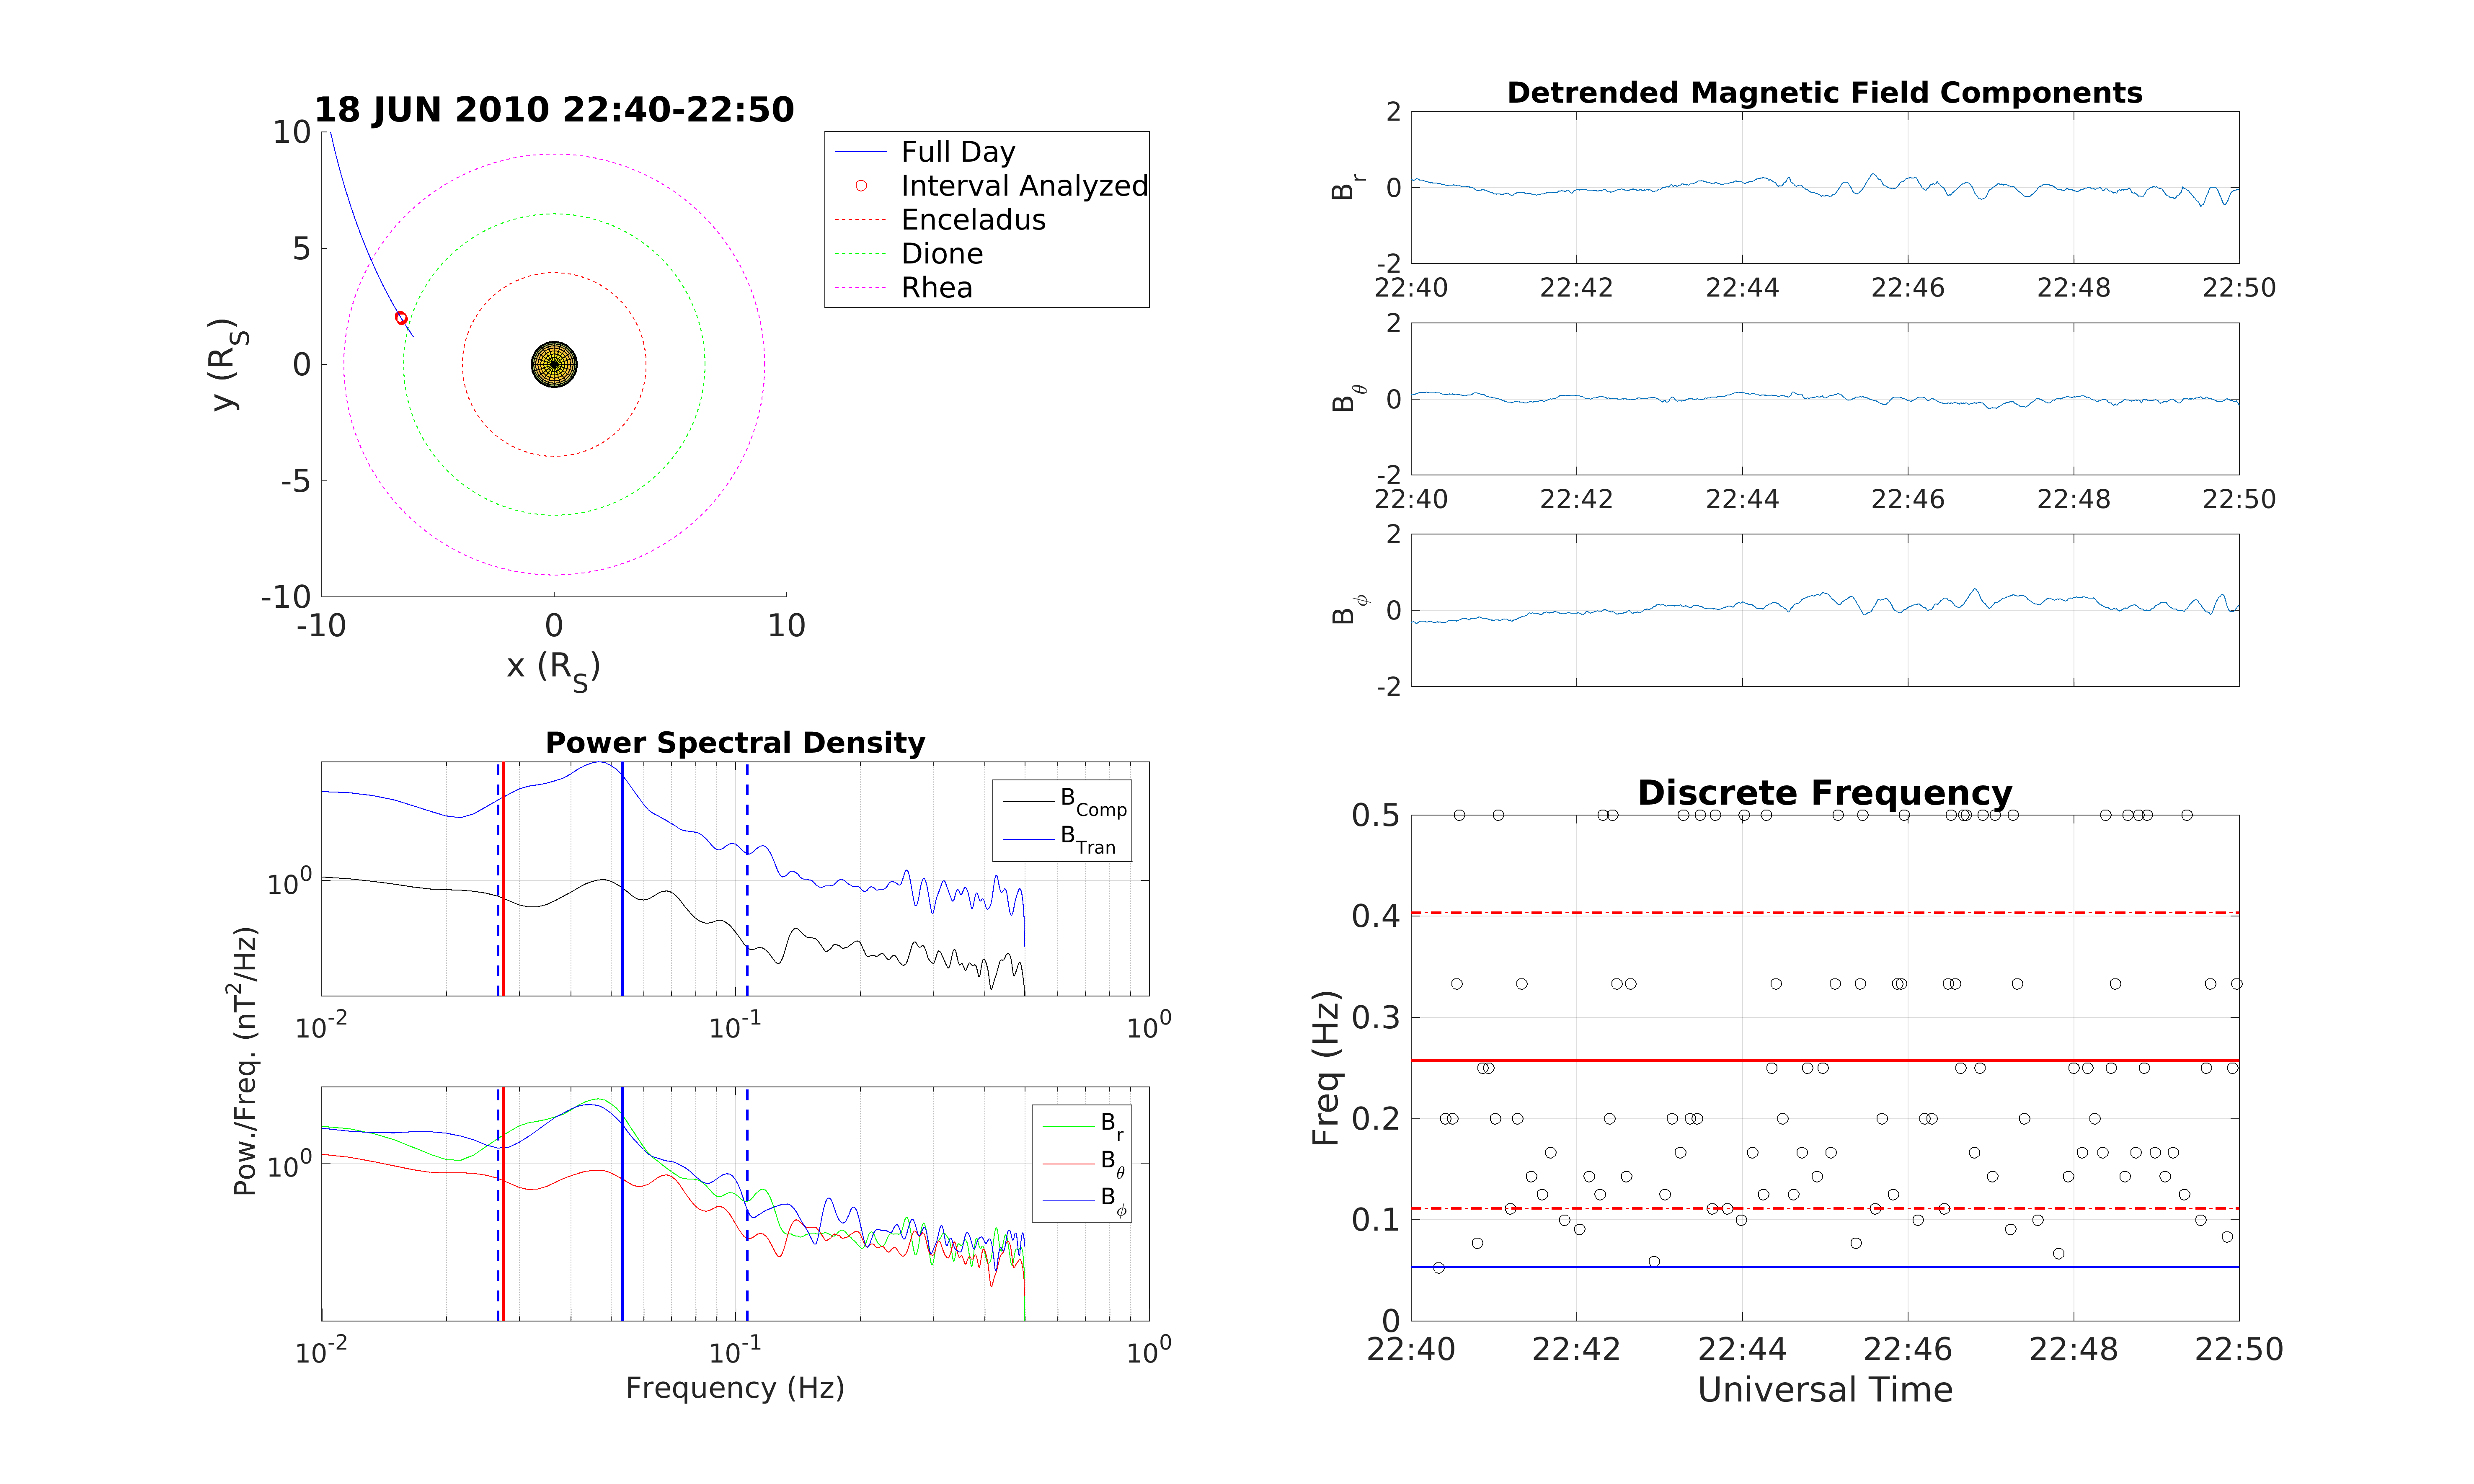 18 JUN 2010 22:40-22:50
10
5
0
-5
-10
-10 0 10
y (R_S)
x (R_S)
Full Day
Interval Analyzed
Enceladus
Dione
Rhea
Detrended Magnetic Field Components
2
0
-2
B_r
22:40 22:42 22:44 22:46 22:48 22:50
2
0
-2
B_θ
22:40 22:42 22:44 22:46 22:48 22:50
2
0
-2
B_ϕ
Power Spectral Density
B_Comp
B_Tran
10^0
10^-2 10^-1 10^0
Pow./Freq. (nT^2/Hz)
B_r
B_θ
B_ϕ
10^0
10^-2 10^-1 10^0
Frequency (Hz)
Discrete Frequency
0.5
0.4
0.3
0.2
0.1
0
Freq (Hz)
22:40 22:42 22:44 22:46 22:48 22:50
Universal Time